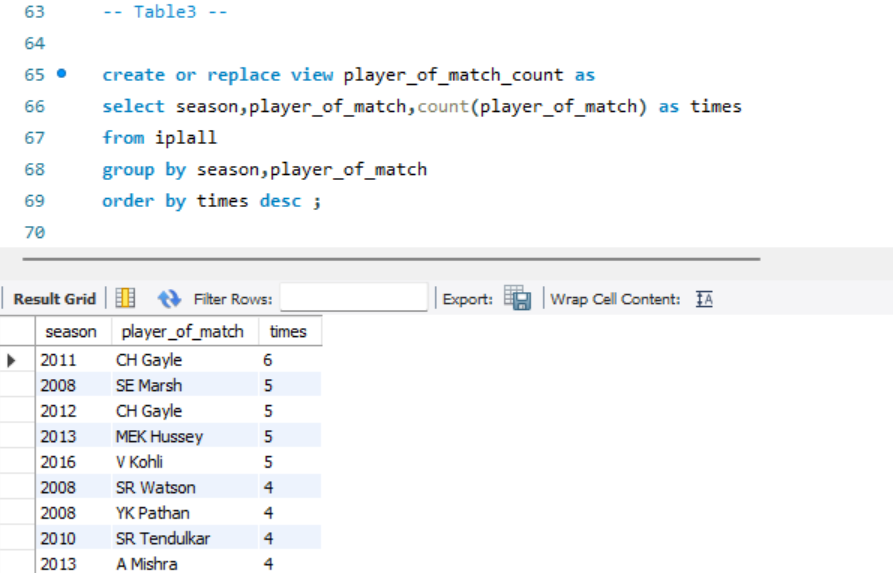 63 -- Table3 --
64
65 create or replace view player_of_match_count as
66 select season,player_of_match,count(player_of_match) as times
67 from iplall
68 group by season,player_of_match
69 order by times desc ;
70
Result Grid Filter Rows: Export: Wrap Cell Content: IA
season player_of_match times
2011 CH Gayle 6
2008 SE Marsh 5
2012 CH Gayle 5
2013 MEK Hussey 5
2016 V Kohli 5
2008 SR Watson 4
2008 YK Pathan 4
2010 SR Tendulkar 4
2013 A Mishra 4